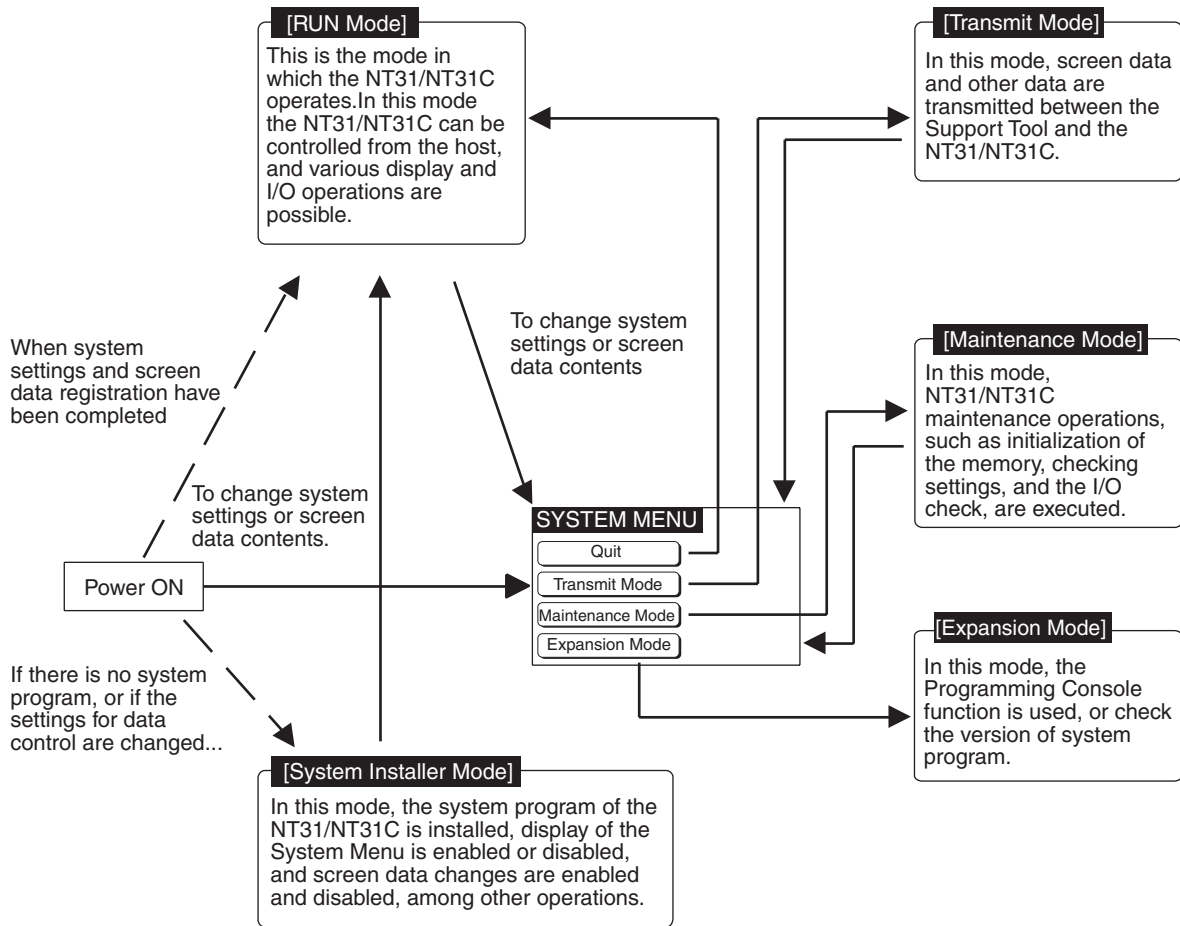 [RUN Mode]
This is the mode in
which the NT31/NT31C
operates.In this mode
the NT31/NT31C can be
controlled from the host,
and various display and
I/O operations are
possible.
[Transmit Mode]
In this mode, screen data
and other data are
transmitted between the
Support Tool and the
NT31/NT31C.
When system
settings and screen
data registration have
been completed
To change system
settings or screen
data contents
[Maintenance Mode]
In this mode,
NT31/NT31C
maintenance operations,
such as initialization of
the memory, checking
settings, and the I/O
check, are executed.
To change system
settings or screen
data contents.
Power ON
SYSTEM MENU
Quit
Transmit Mode
Maintenance Mode
Expansion Mode
[Expansion Mode]
In this mode, the
Programming Console
function is used, or check
the version of system
program.
If there is no system
program, or if the
settings for data
control are changed...
[System Installer Mode]
In this mode, the system program of the
NT31/NT31C is installed, display of the
System Menu is enabled or disabled,
and screen data changes are enabled
and disabled, among other operations.